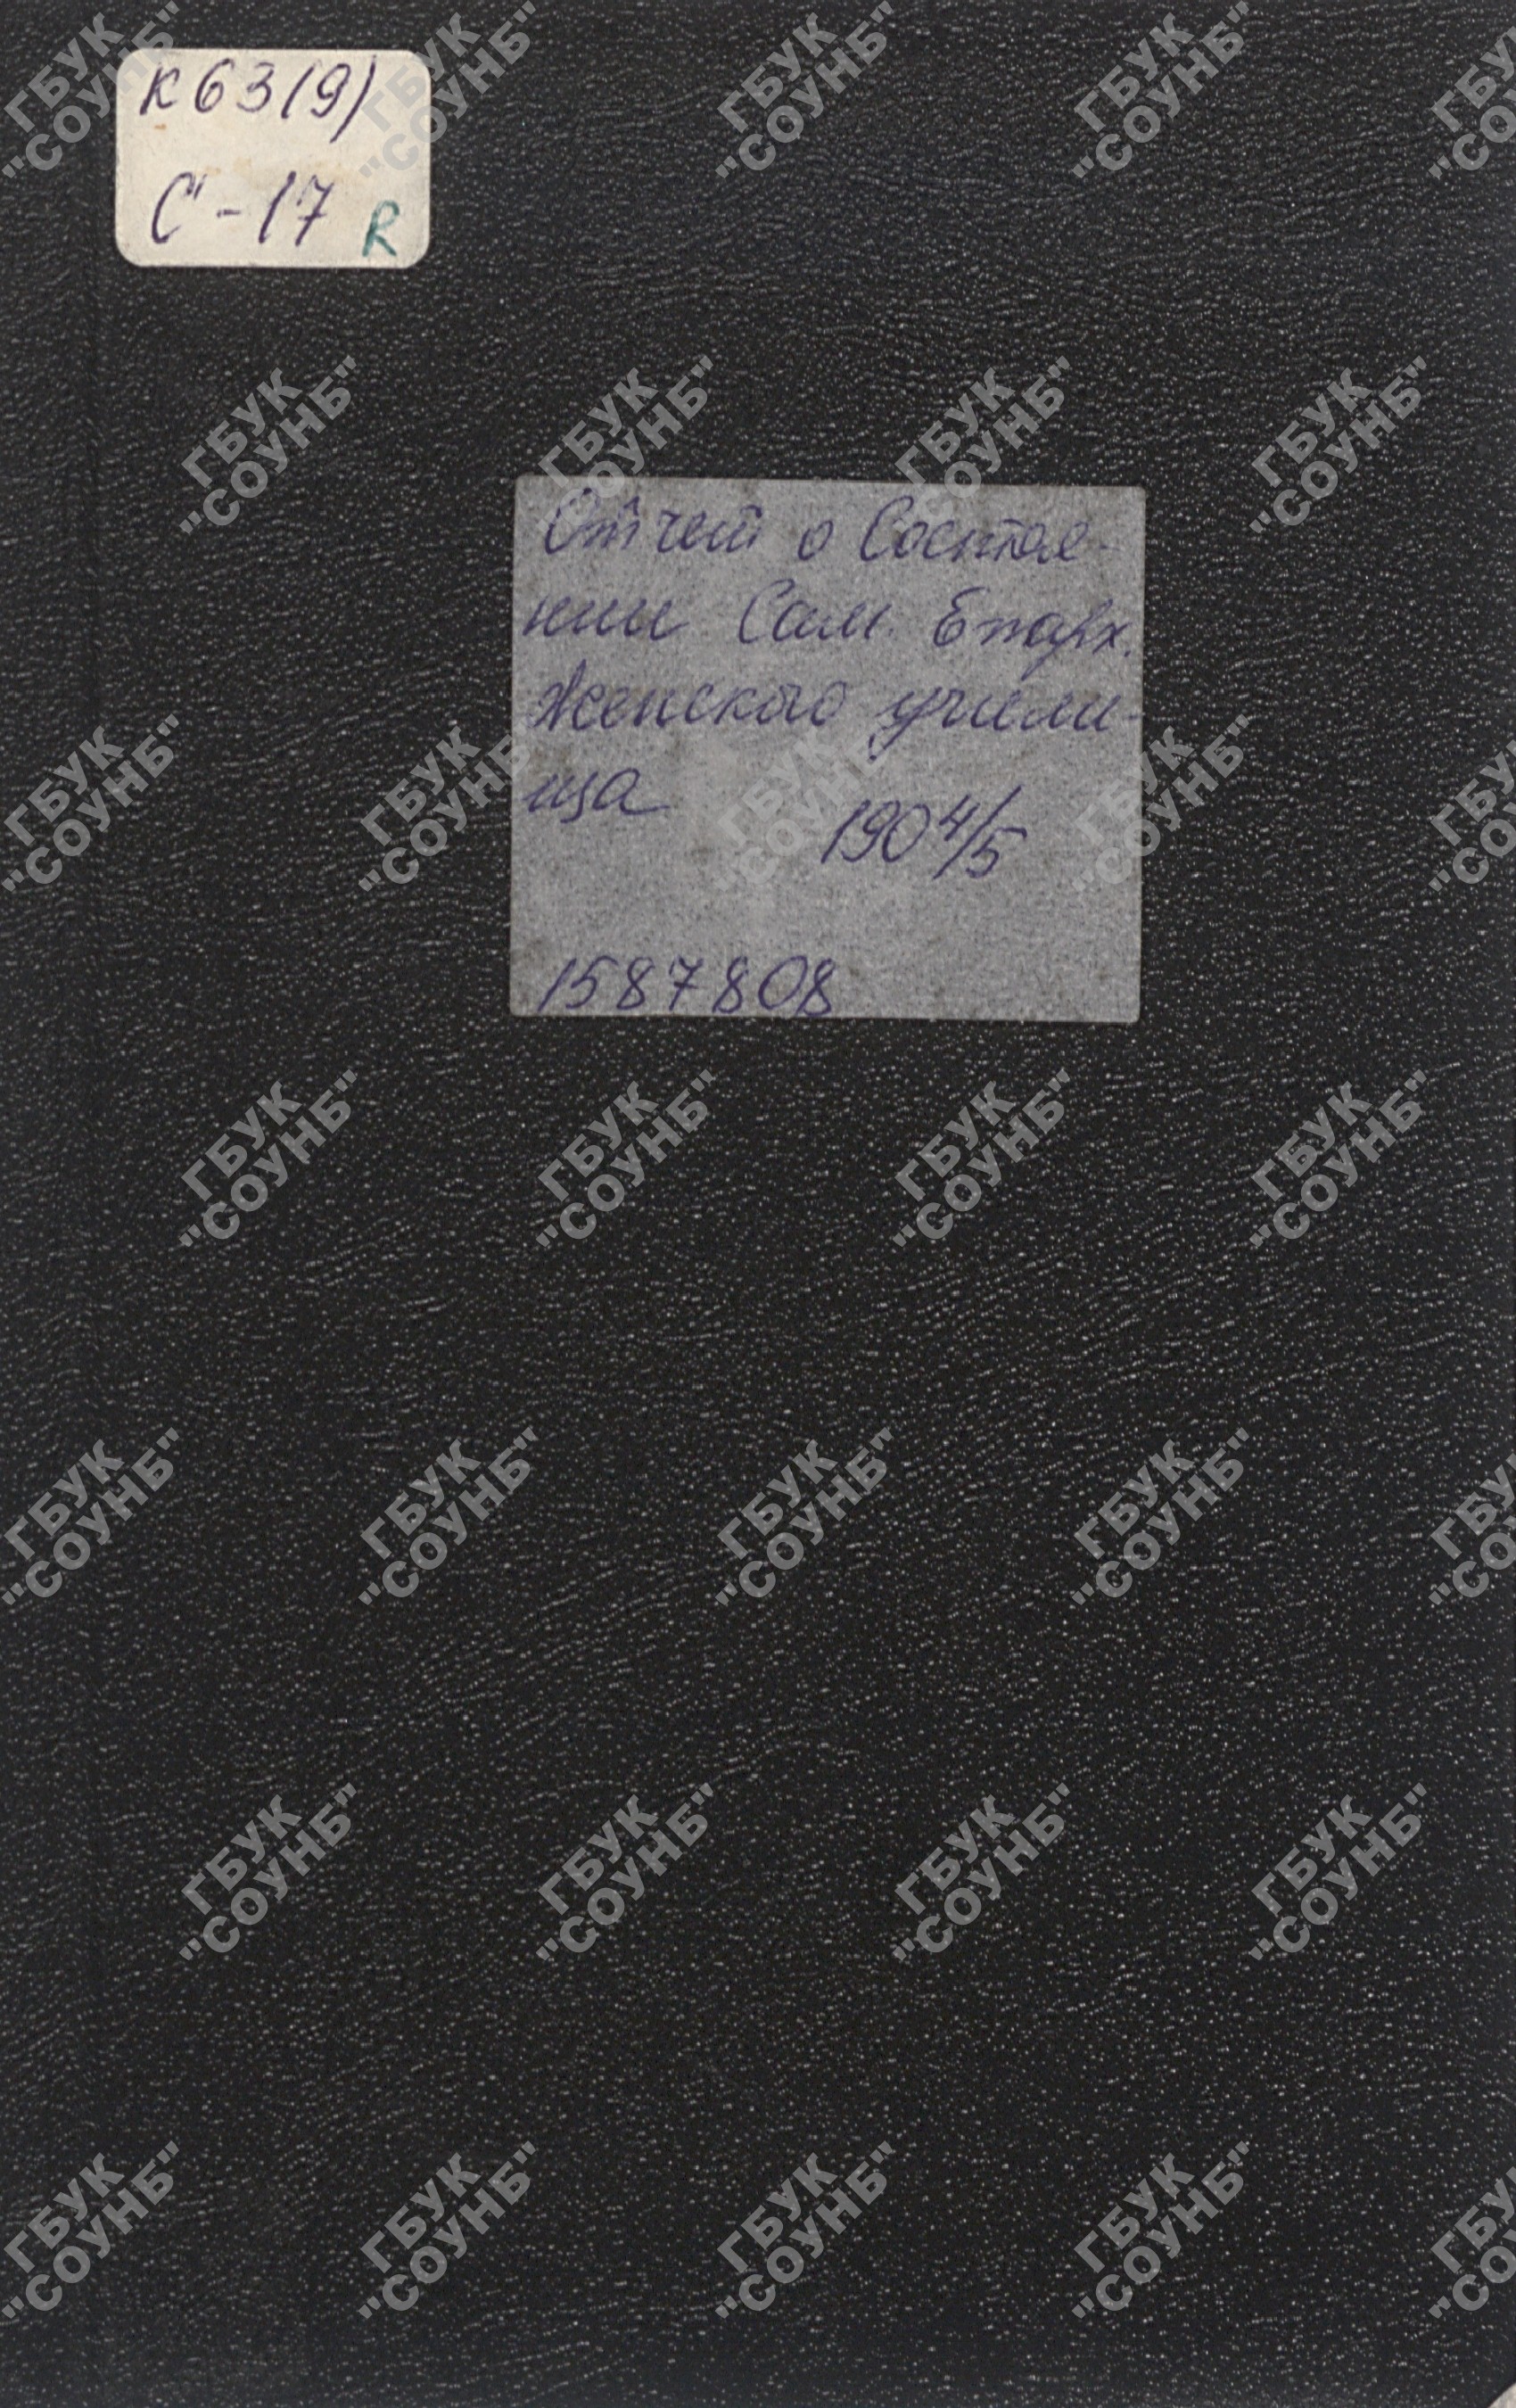 К63(9)
С-17 R
Отчет о Состоя-
нии Сам. Епарх.
Женского учили-
ща 1904/5
1587808